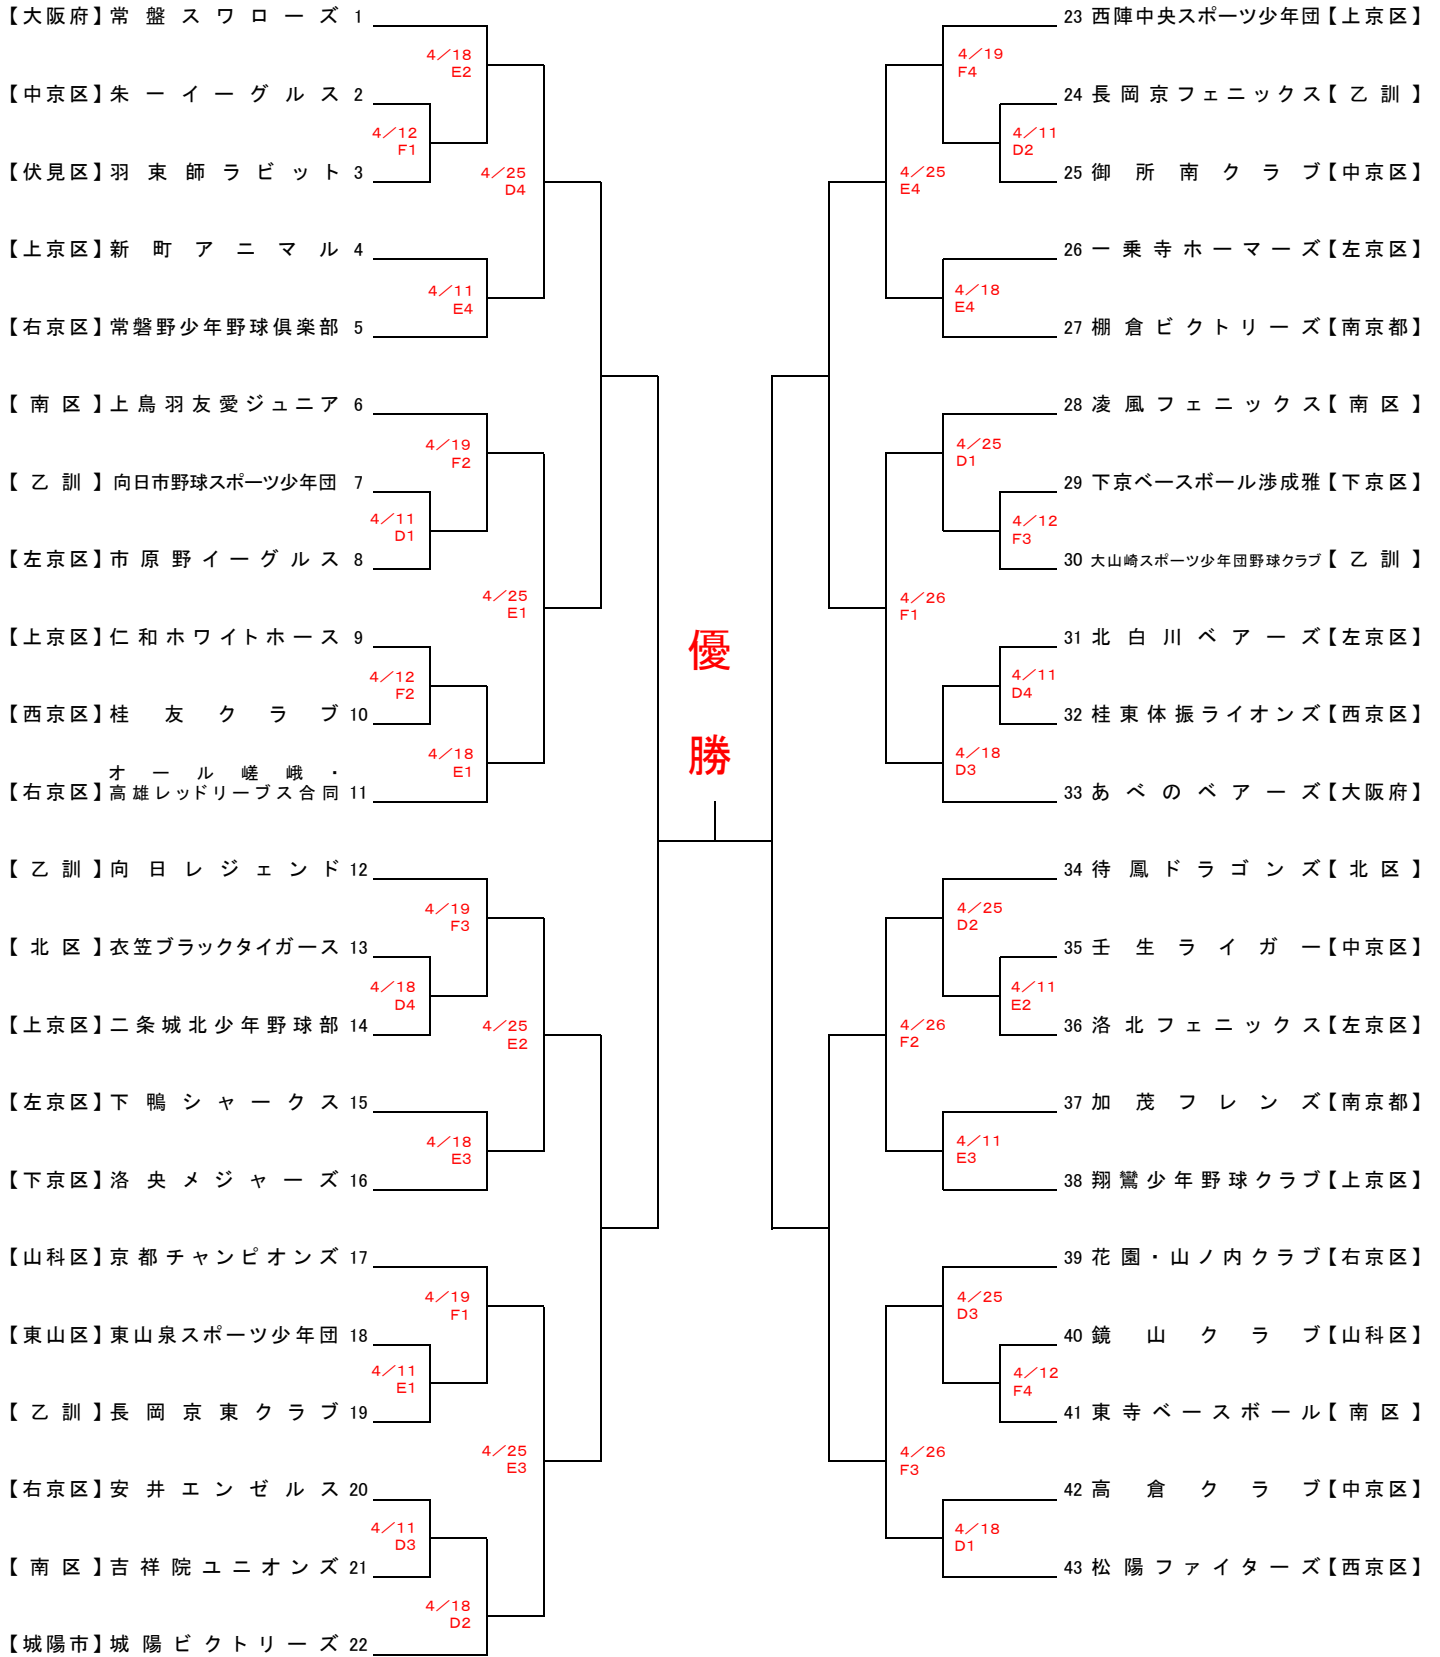 【大阪府】常盤スワローズ 1
4/18
E2
【中京区】朱一イーグルス 2
4/12
F1
【伏見区】羽束師ラビット 3
4/25
D4
【上京区】新町アニマル 4
4/11
E4
【右京区】常磐野少年野球倶楽部 5
【南区】上鳥羽友愛ジュニア 6
4/19
F2
【乙訓】向日市野球スポーツ少年団 7
4/11
D1
【左京区】市原野イーグルス 8
4/25
E1
【上京区】仁和ホワイトホース 9
4/12
F2
【西京区】桂友クラブ 10
4/18
E1
オール嵯峨・
【右京区】高雄レッドリーブス合同 11
【乙訓】向日レジェンド 12
4/19
F3
【北区】衣笠ブラックタイガース 13
4/18
D4
【上京区】二条城北少年野球部 14
4/25
E2
【左京区】下鴨シャークス 15
4/18
E3
【下京区】洛央メジャーズ 16
【山科区】京都チャンピオンズ 17
4/19
F1
【東山区】東山泉スポーツ少年団 18
4/11
E1
【乙訓】長岡京東クラブ 19
4/25
E3
【右京区】安井エンゼルス 20
4/11
D3
【南区】吉祥院ユニオンズ 21
4/18
D2
【城陽市】城陽ビクトリーズ 22
優
勝
23 西陣中央スポーツ少年団【上京区】
4/19
F4
24 長岡京フェニックス【乙訓】
4/11
D2
25 御所南クラブ【中京区】
4/25
E4
26 一乗寺ホーマーズ【左京区】
4/18
E4
27 棚倉ビクトリーズ【南京都】
28 凌風フェニックス【南区】
4/25
D1
29 下京ベースボール渉成雅【下京区】
4/12
F3
30 大山崎スポーツ少年団野球クラブ【乙訓】
4/26
F1
31 北白川ベアーズ【左京区】
4/11
D4
32 桂東体振ライオンズ【西京区】
4/18
D3
33 あべのベアーズ【大阪府】
34 待鳳ドラゴンズ【北区】
4/25
D2
35 壬生ライガー【中京区】
4/11
E2
36 洛北フェニックス【左京区】
4/26
F2
37 加茂フレンズ【南京都】
4/11
E3
38 翔鸞少年野球クラブ【上京区】
39 花園・山ノ内クラブ【右京区】
4/25
D3
40 鏡山クラブ【山科区】
4/12
F4
41 東寺ベースボール【南区】
4/26
F3
42 高倉クラブ【中京区】
4/18
D1
43 松陽ファイターズ【西京区】